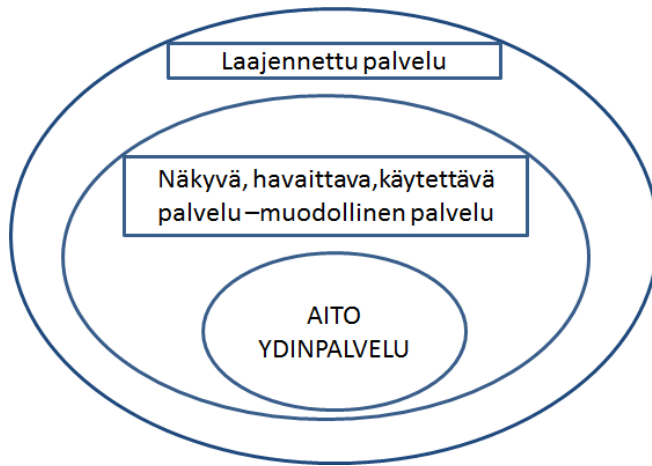 Laajennettu palvelu
Näkyvä, havaittava,käytettävä
palvelu –muodollinen palvelu
AITO
YDINPALVELU